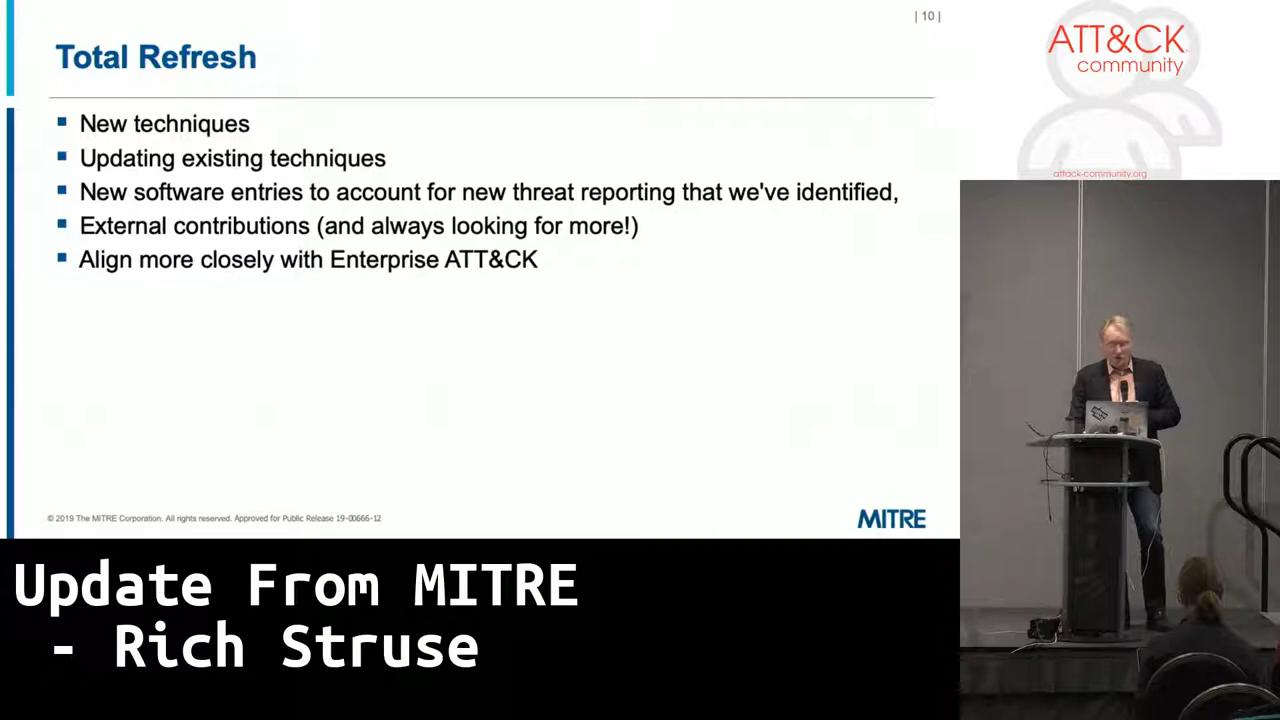 | 10 |
Total Refresh
New techniques
Updating existing techniques
New software entries to account for new threat reporting that we've identified,
External contributions (and always looking for more!)
Align more closely with Enterprise ATT&CK
© 2019 The MITRE Corporation. All rights reserved. Approved for Public Release 19-00666-12
MITRE
ATT&CK
community
attack-community.org
Update From MITRE
- Rich Struse